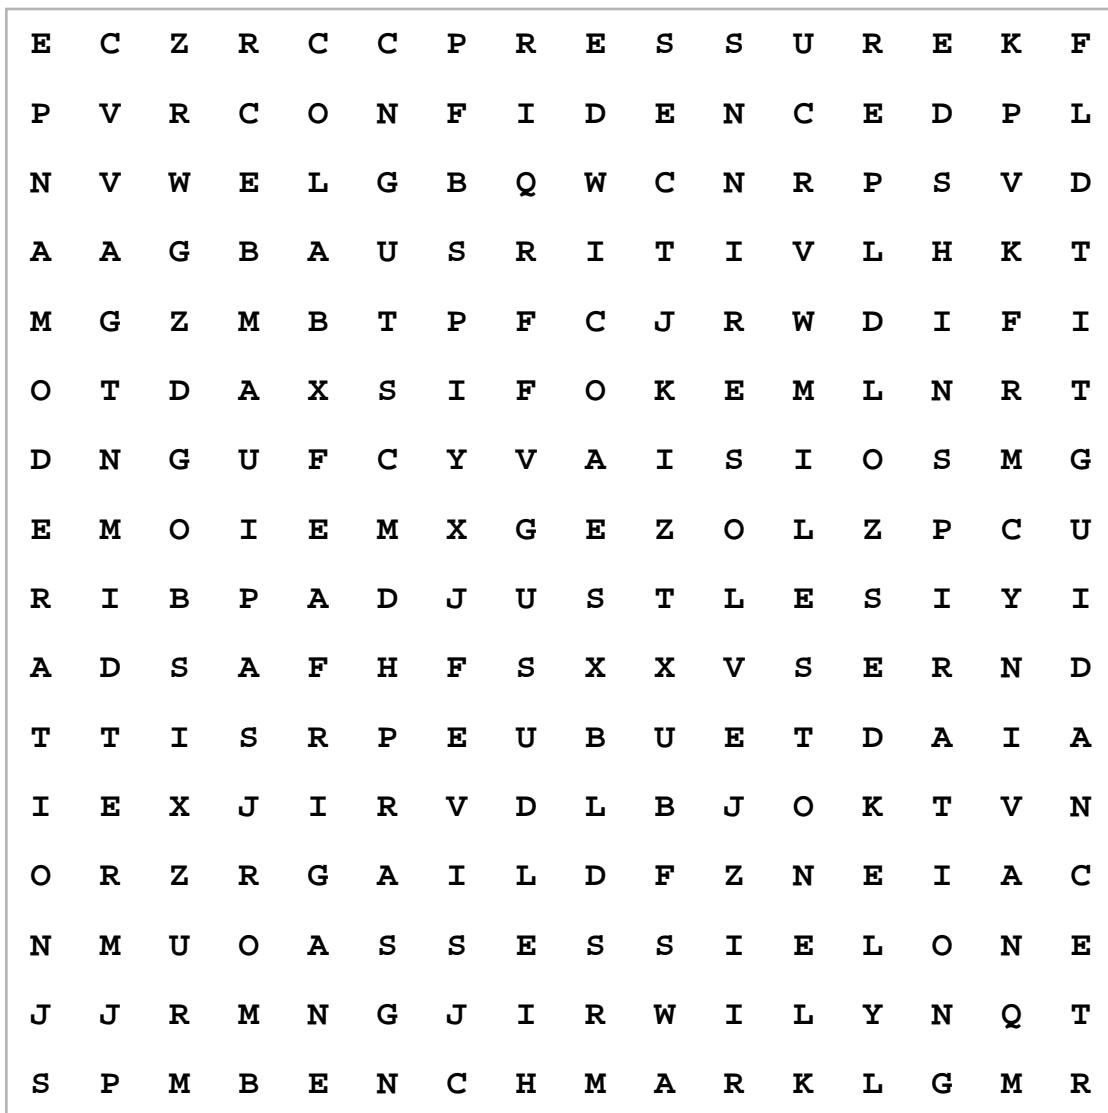 E C Z R C C P R E S S U R E K F
P V R C O N F I D E N C E D P L
N V W E L G B Q W C N R P S V D
A A G B A U S R I T I V L H K T
M G Z M B T P F C J R W D I F I
O T D A X S I F O K E M L N R T
D N G U F C Y V A I S I O S M G
E M O I E M X G E Z O L Z P C U
R I B P A D J U S T L E S I Y I
A D S A F H F S X X V S E R N D
T T I S R P E U B U E T D A I A
I E X J I R V D L B J O K T V N
O R Z R G A I L D F Z N E I A C
N M U O A S S E S S I E L O N E
J J R M N G J I R W I L Y N Q T
S P M B E N C H M A R K L G M R